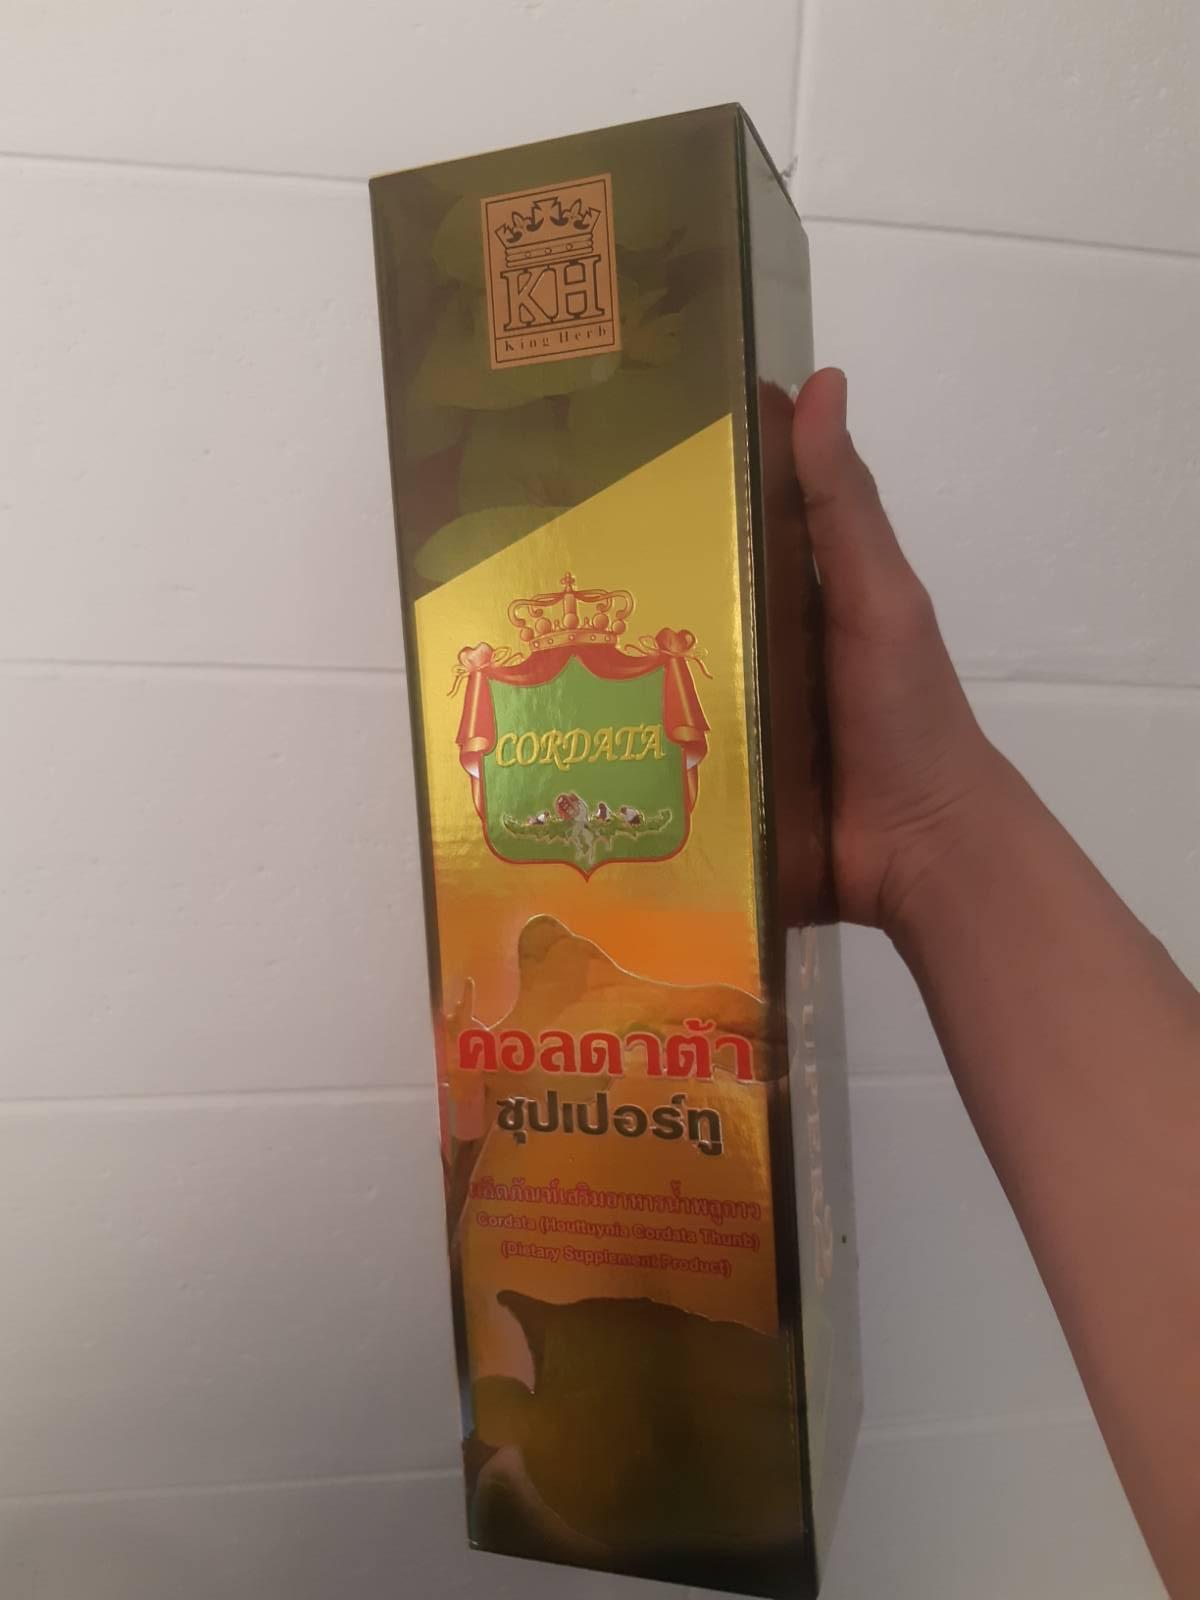 KH
King Herb
CORDATA
คอลดาต้า
ซุปเปอร์ทู
ผลิตภัณฑ์เสริมอาหารน้ำพลูคาว
Cordata (Houttuynia Cordata Thunb)
(Dietary Supplement Product)
SUPER 2